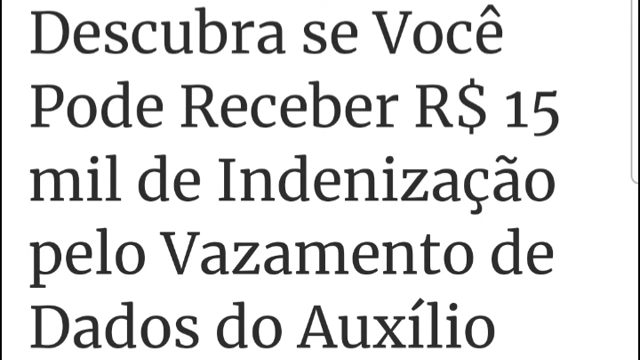 Descubra se Você
Pode Receber R$ 15
mil de Indenização
pelo Vazamento de
Dados do Auxílio